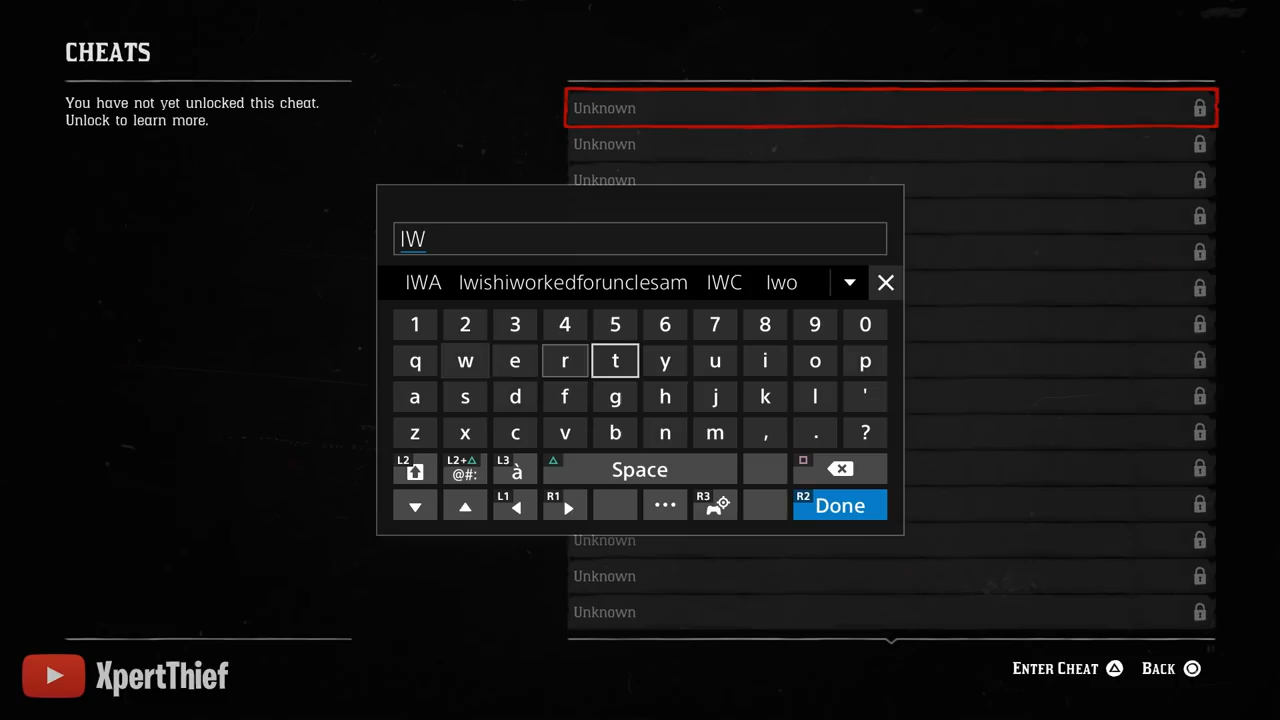 CHEATS
You have not yet unlocked this cheat.
Unlock to learn more.
Unknown
Unknown
Unknown
IW
IWA Iwishiworkedforunclesam IWC Iwo
1 2 3 4 5 6 7 8 9 0
q w e r t y u i o p
a s d f g h j k l '
z x c v b n m , . ?
L2 L2+△ @#: L3 à △ Space
L1 R1 ... R3 R2 Done
Unknown
Unknown
Unknown
XpertThief
ENTER CHEAT BACK